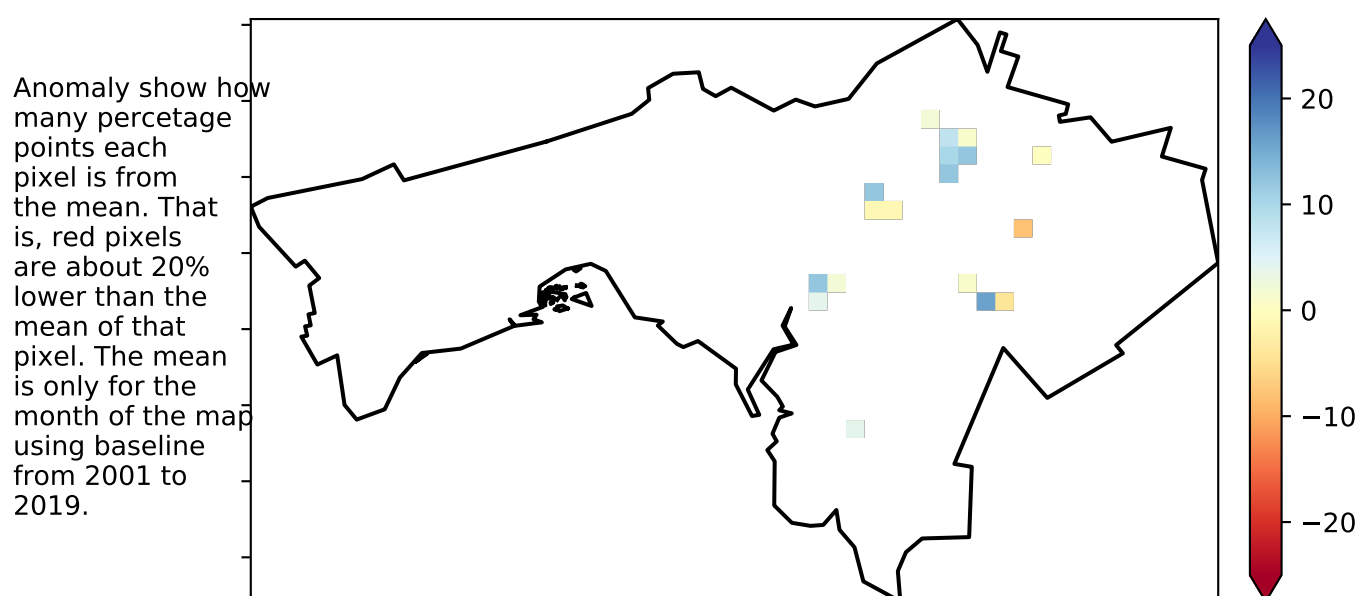 Anomaly show how
many percetage
points each
pixel is from
the mean. That
is, red pixels
are about 20%
lower than the
mean of that
pixel. The mean
is only for the
month of the map
using baseline
from 2001 to
2019.
20
10
0
−10
−20